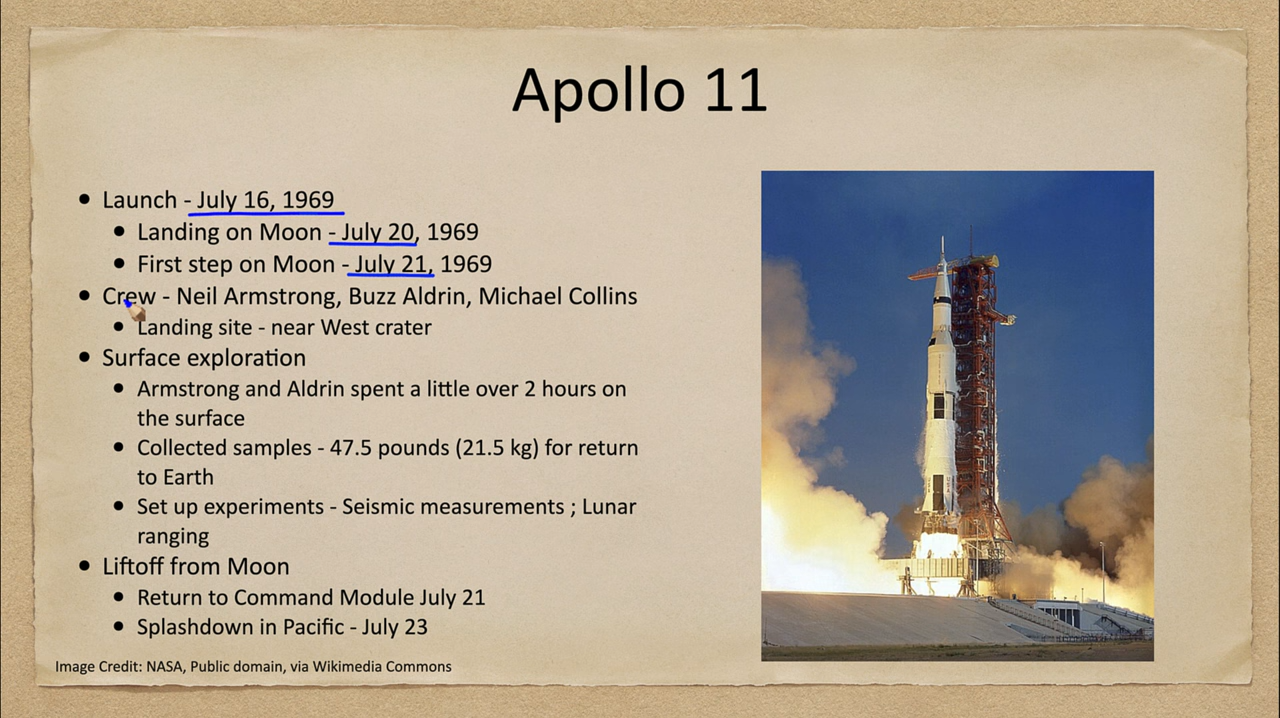 Apollo 11
• Launch - July 16, 1969
• Landing on Moon - July 20, 1969
• First step on Moon - July 21, 1969
• Crew - Neil Armstrong, Buzz Aldrin, Michael Collins
• Landing site - near West crater
• Surface exploration
• Armstrong and Aldrin spent a little over 2 hours on
the surface
• Collected samples - 47.5 pounds (21.5 kg) for return
to Earth
• Set up experiments - Seismic measurements ; Lunar
ranging
• Liftoff from Moon
• Return to Command Module July 21
• Splashdown in Pacific - July 23
Image Credit: NASA, Public domain, via Wikimedia Commons